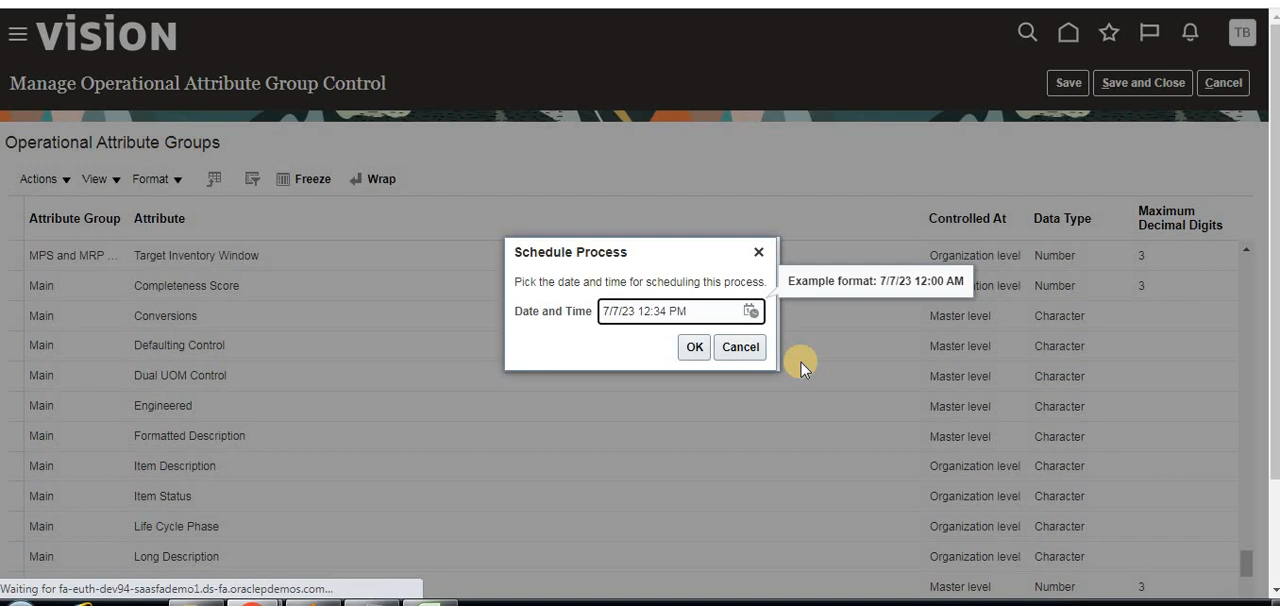 vision
TB
Manage Operational Attribute Group Control
Save
Save and Close
Cancel
Operational Attribute Groups
Actions
View
Format
Freeze
Wrap
Attribute Group
Attribute
Controlled At
Data Type
Maximum
Decimal Digits
MPS and MRP ...
Target Inventory Window
Organization level
Number
3
Main
Completeness Score
Number
3
Main
Conversions
Master level
Character
Main
Defaulting Control
Master level
Character
Main
Dual UOM Control
Master level
Character
Main
Engineered
Master level
Character
Main
Formatted Description
Master level
Character
Main
Item Description
Organization level
Character
Main
Item Status
Organization level
Character
Main
Life Cycle Phase
Organization level
Character
Main
Long Description
Organization level
Character
Master level
Number
3
Schedule Process
Pick the date and time for scheduling this process.
Date and Time
7/7/23 12:34 PM
OK
Cancel
Example format: 7/7/23 12:00 AM
Waiting for fa-euth-dev94-saasfademo1.ds-fa.oraclepdemos.com...